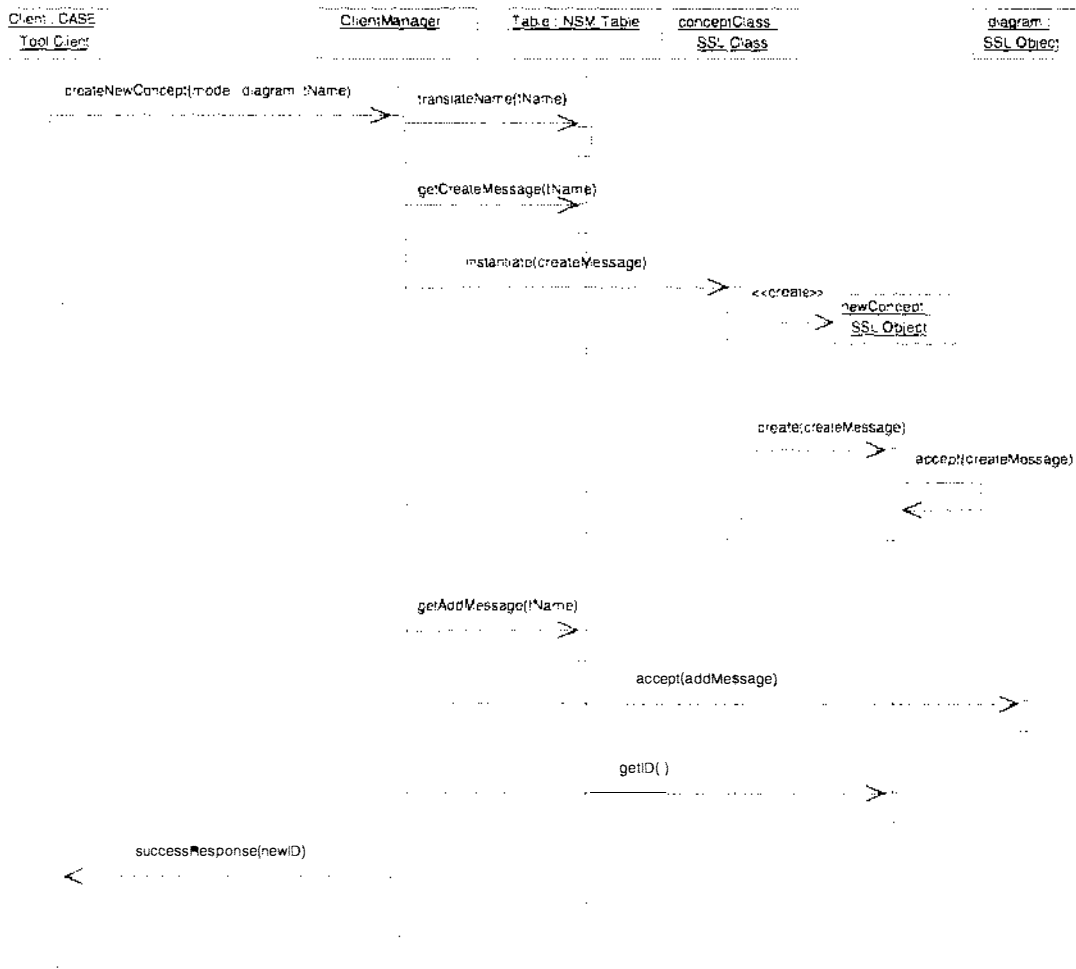 Client : CASE
Tool Client
ClientManager
Table : NSM Table
conceptClass
SSL Class
diagram :
SSL Object
createNewConcept(model diagram tName)
translateName(tName)
getCreateMessage(tName)
instantiate(createMessage)
<<create>>
newConcept
SSL Object
create(createMessage)
accept(createMessage)
getAddMessage(tName)
accept(addMessage)
getID( )
successResponse(newID)